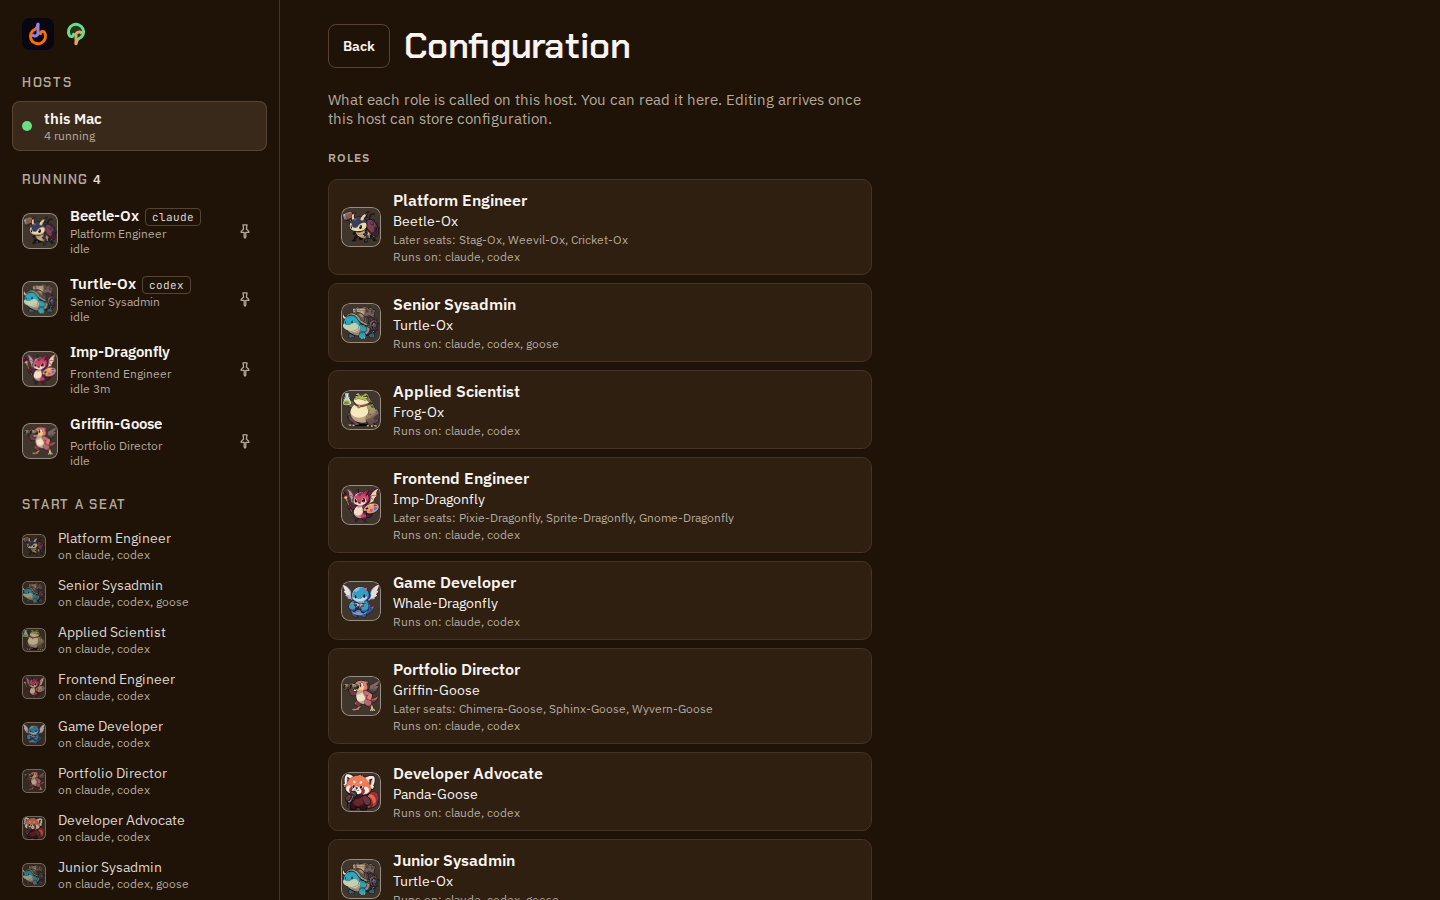 HOSTS
this Mac
4 running
RUNNING 4
Beetle-Ox claude
Platform Engineer
idle
Turtle-Ox codex
Senior Sysadmin
idle
Imp-Dragonfly
Frontend Engineer
idle 3m
Griffin-Goose
Portfolio Director
idle
START A SEAT
Platform Engineer
on claude, codex
Senior Sysadmin
on claude, codex, goose
Applied Scientist
on claude, codex
Frontend Engineer
on claude, codex
Game Developer
on claude, codex
Portfolio Director
on claude, codex
Developer Advocate
on claude, codex
Junior Sysadmin
on claude, codex, goose
Back
Configuration
What each role is called on this host. You can read it here. Editing arrives once
this host can store configuration.
ROLES
Platform Engineer
Beetle-Ox
Later seats: Stag-Ox, Weevil-Ox, Cricket-Ox
Runs on: claude, codex
Senior Sysadmin
Turtle-Ox
Runs on: claude, codex, goose
Applied Scientist
Frog-Ox
Runs on: claude, codex
Frontend Engineer
Imp-Dragonfly
Later seats: Pixie-Dragonfly, Sprite-Dragonfly, Gnome-Dragonfly
Runs on: claude, codex
Game Developer
Whale-Dragonfly
Runs on: claude, codex
Portfolio Director
Griffin-Goose
Later seats: Chimera-Goose, Sphinx-Goose, Wyvern-Goose
Runs on: claude, codex
Developer Advocate
Panda-Goose
Runs on: claude, codex
Junior Sysadmin
Turtle-Ox
Runs on: claude, codex, goose